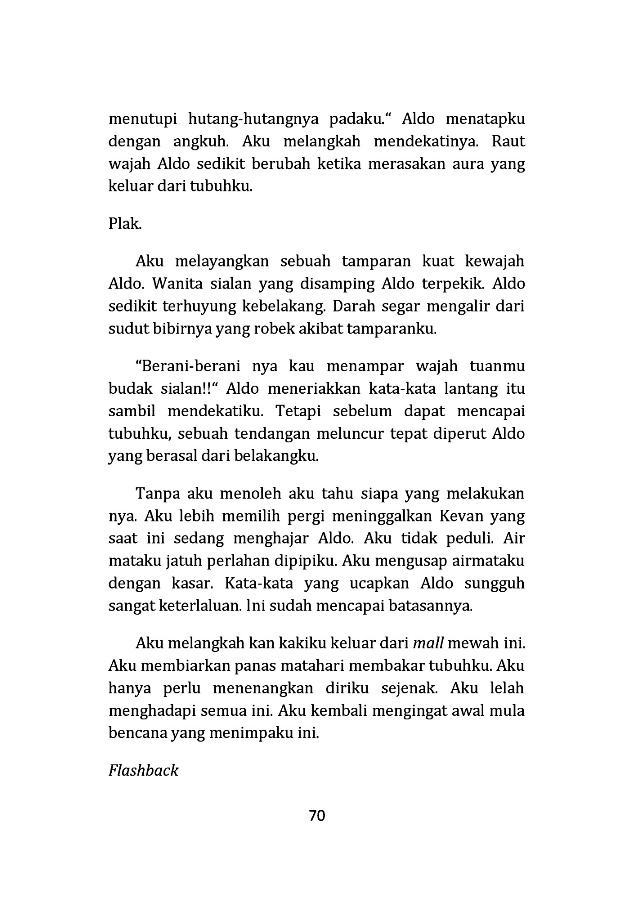 menutupi hutang-hutangnya padaku.“ Aldo menatapku
dengan angkuh. Aku melangkah mendekatinya. Raut
wajah Aldo sedikit berubah ketika merasakan aura yang
keluar dari tubuhku.
Plak.
Aku melayangkan sebuah tamparan kuat kewajah
Aldo. Wanita sialan yang disamping Aldo terpekik. Aldo
sedikit terhuyung kebelakang. Darah segar mengalir dari
sudut bibirnya yang robek akibat tamparanku.
“Berani-berani nya kau menampar wajah tuanmu
budak sialan!!“ Aldo meneriakkan kata-kata lantang itu
sambil mendekatiku. Tetapi sebelum dapat mencapai
tubuhku, sebuah tendangan meluncur tepat diperut Aldo
yang berasal dari belakangku.
Tanpa aku menoleh aku tahu siapa yang melakukan
nya. Aku lebih memilih pergi meninggalkan Kevan yang
saat ini sedang menghajar Aldo. Aku tidak peduli. Air
mataku jatuh perlahan dipipiku. Aku mengusap airmataku
dengan kasar. Kata-kata yang ucapkan Aldo sungguh
sangat keterlaluan. Ini sudah mencapai batasannya.
Aku melangkah kan kakiku keluar dari mall mewah ini.
Aku membiarkan panas matahari membakar tubuhku. Aku
hanya perlu menenangkan diriku sejenak. Aku lelah
menghadapi semua ini. Aku kembali mengingat awal mula
bencana yang menimpaku ini.
Flashback
70